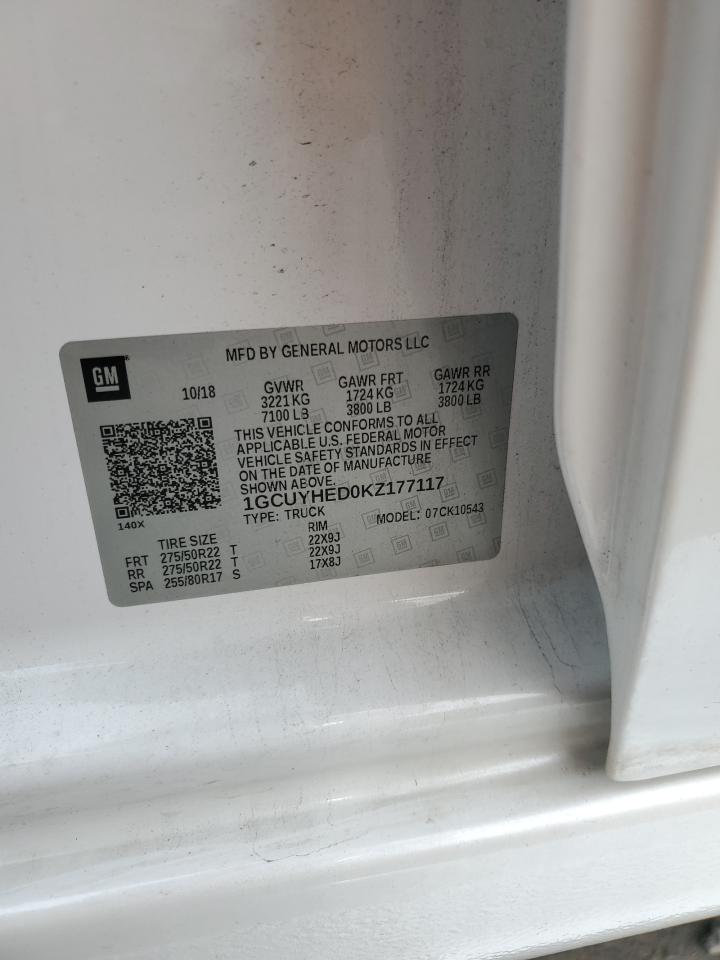 MFD BY GENERAL MOTORS LLC
GM
10/18
GVWR GAWR FRT GAWR RR
3221 KG 1724 KG 1724 KG
7100 LB 3800 LB 3800 LB
THIS VEHICLE CONFORMS TO ALL
APPLICABLE U.S. FEDERAL MOTOR
VEHICLE SAFETY STANDARDS IN EFFECT
ON THE DATE OF MANUFACTURE
SHOWN ABOVE.
1GCUYHED0KZ177117
140X
TYPE: TRUCK MODEL: 07CK10543
TIRE SIZE RIM
FRT 275/50R22 T 22X9J
RR 275/50R22 T 22X9J
SPA 255/80R17 S 17X8J